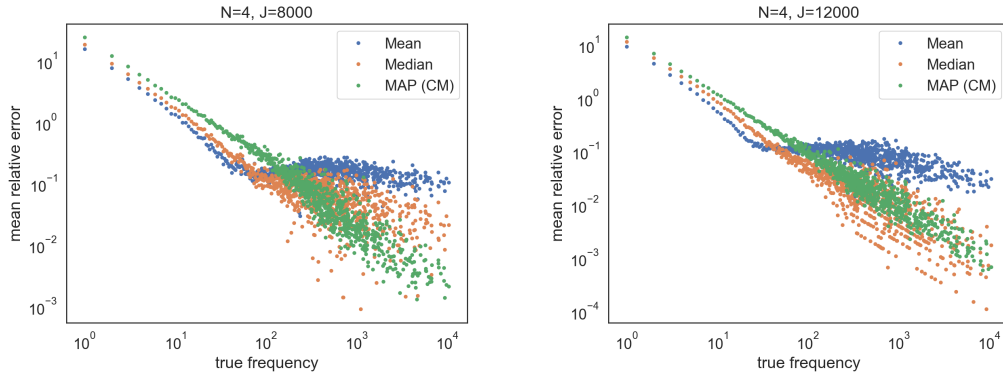 N=4, J=8000
mean relative error
10^1
10^0
10^-1
10^-2
10^-3
Mean
Median
MAP (CM)
10^0 10^1 10^2 10^3 10^4
true frequency
N=4, J=12000
mean relative error
10^1
10^0
10^-1
10^-2
10^-3
10^-4
Mean
Median
MAP (CM)
10^0 10^1 10^2 10^3 10^4
true frequency